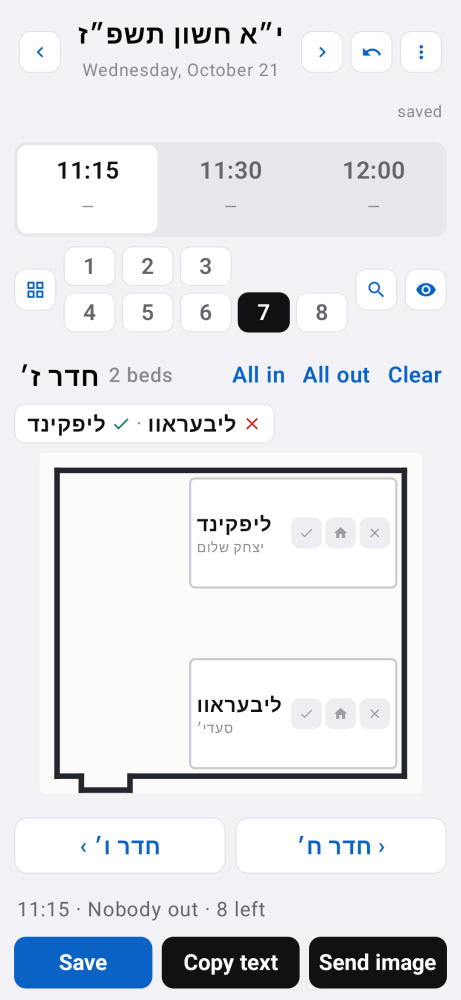 י״א חשון תשפ״ז
Wednesday, October 21
saved
11:15 11:30 12:00
– – –
1 2 3
4 5 6 7 8
חדר ז׳ 2 beds All in All out Clear
ליפקינד ✓ · ליבעראוו ✕
ליפקינד
יצחק שלום
ליבעראוו
סעדי׳
‹ חדר ו׳ חדר ח׳ ›
11:15 · Nobody out · 8 left
Save Copy text Send image